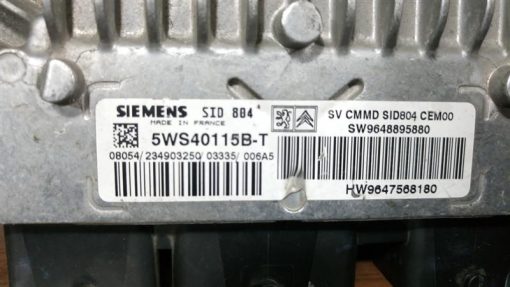 SIEMENS SID 804
MADE IN FRANCE
5WS40115B-T
08054/234903250/03335/006A5
SV CMMD SID804 CEM00
SW9648895880
HW9647568180